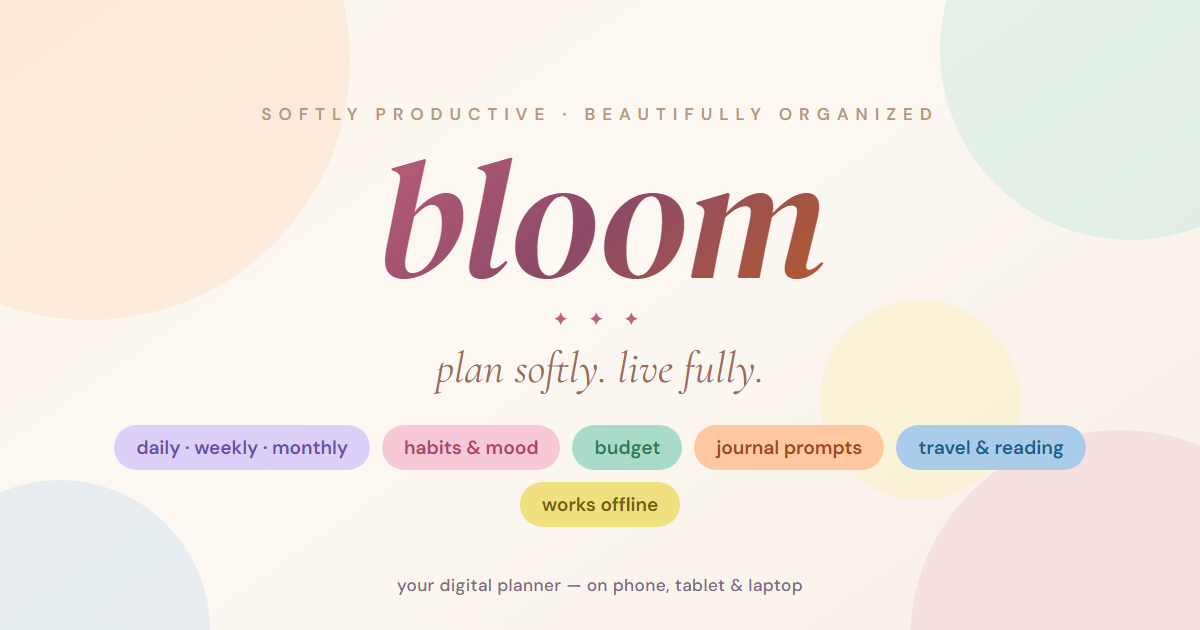 SOFTLY PRODUCTIVE · BEAUTIFULLY ORGANIZED
bloom
✦ ✦ ✦
plan softly. live fully.
daily · weekly · monthly habits & mood budget journal prompts travel & reading
works offline
your digital planner — on phone, tablet & laptop